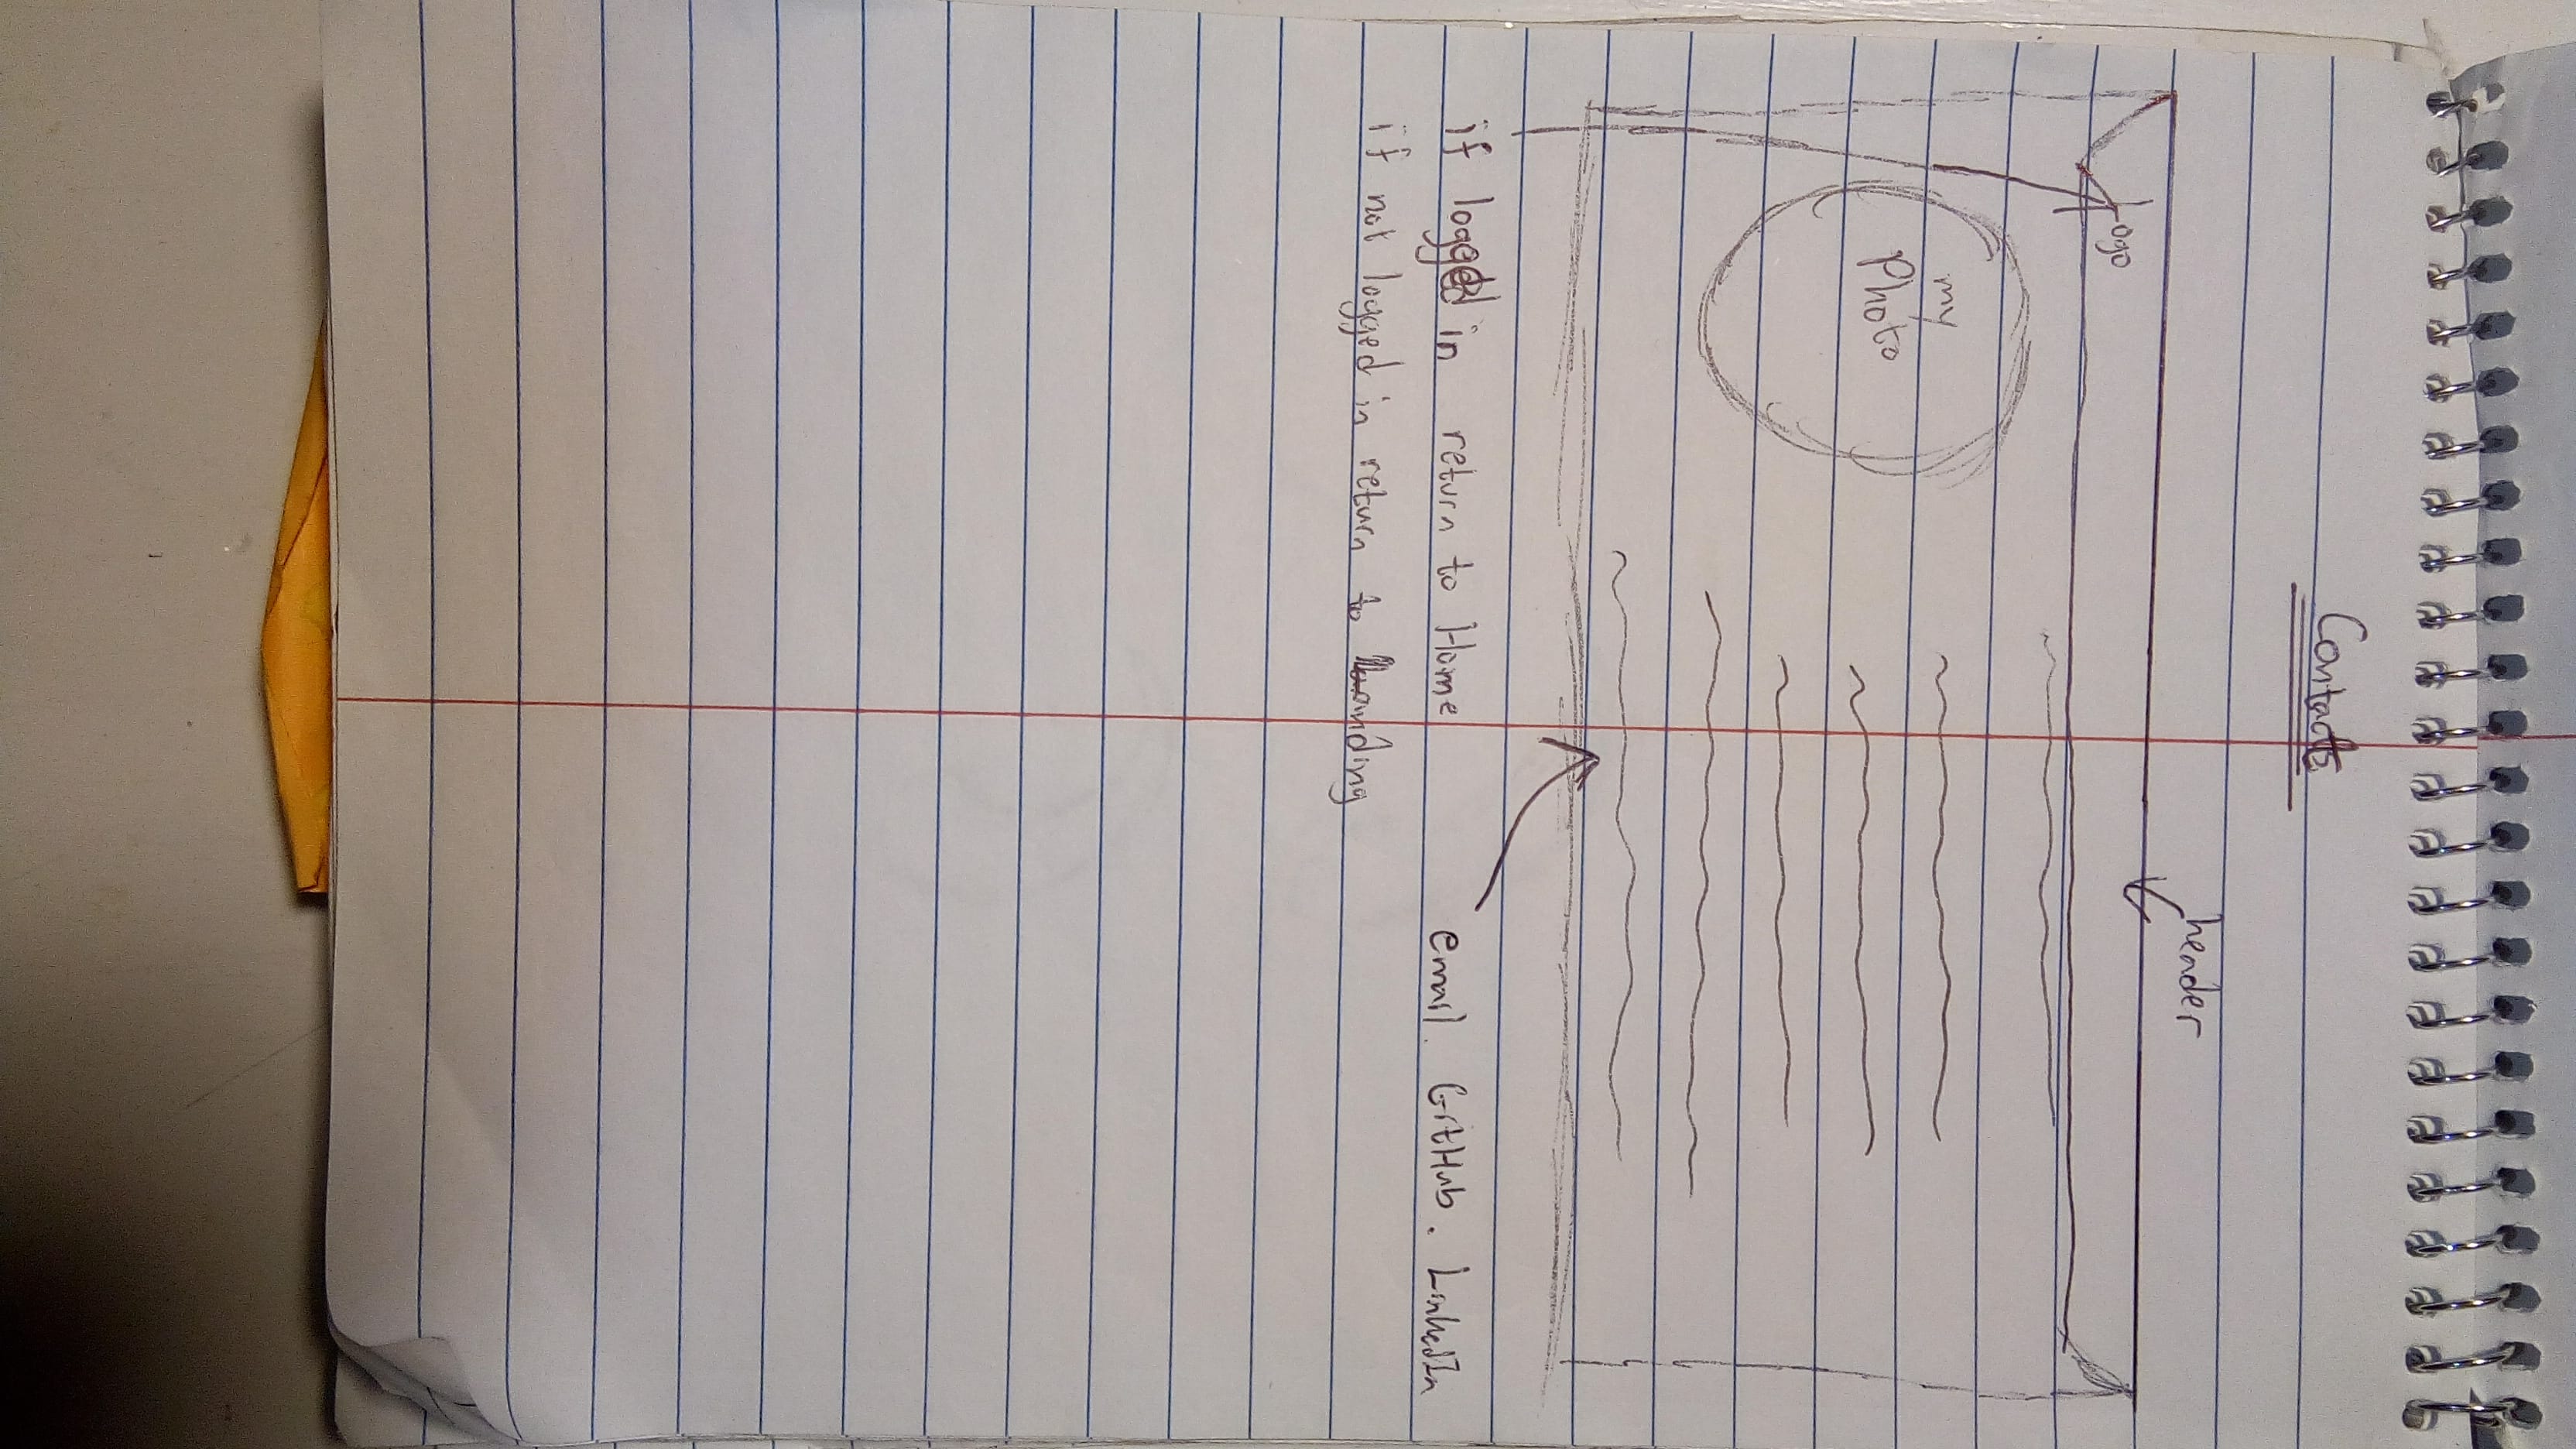 Contacts
header
logo
my
Photo
if logged in return to Home
email. GitHub. LinkedIn
if not logged in return to Landing